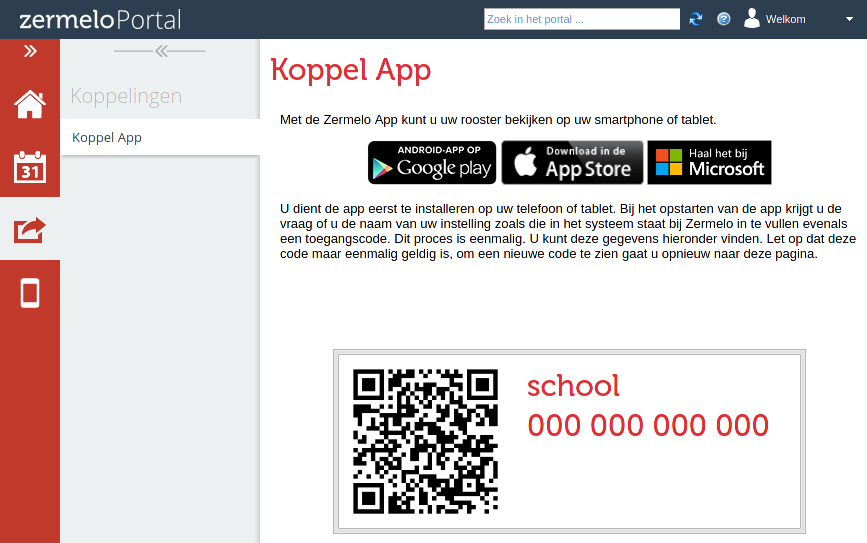 zermeloPortal
Zoek in het portal ...
Welkom
Koppelingen
Koppel App
31
Koppel App
Met de Zermelo App kunt u uw rooster bekijken op uw smartphone of tablet.
ANDROID-APP OP
Google play
Download in de
App Store
Haal het bij
Microsoft
U dient de app eerst te installeren op uw telefoon of tablet. Bij het opstarten van de app krijgt u de
vraag of u de naam van uw instelling zoals die in het systeem staat bij Zermelo in te vullen evenals
een toegangscode. Dit proces is eenmalig. U kunt deze gegevens hieronder vinden. Let op dat deze
code maar eenmalig geldig is, om een nieuwe code te zien gaat u opnieuw naar deze pagina.
school
000 000 000 000